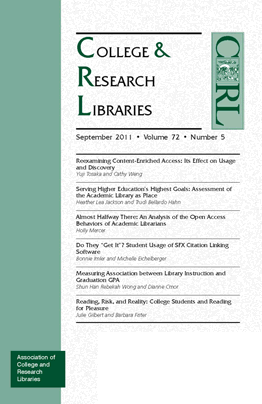 COLLEGE &
RESEARCH
LIBRARIES
CRL
September 2011 • Volume 72 • Number 5
Reexamining Content-Enriched Access: Its Effect on Usage
and Discovery
Yuji Tosaka and Cathy Weng
Serving Higher Education's Highest Goals: Assessment of
the Academic Library as Place
Heather Lea Jackson and Trudi Bellardo Hahn
Almost Halfway There: An Analysis of the Open Access
Behaviors of Academic Librarians
Holly Mercer
Do They "Get It"? Student Usage of SFX Citation Linking
Software
Bonnie Imler and Michelle Eichelberger
Measuring Association between Library Instruction and
Graduation GPA
Shun Han Rebekah Wong and Dianne Cmor
Reading, Risk, and Reality: College Students and Reading
for Pleasure
Julie Gilbert and Barbara Fister
Association of
College and
Research
Libraries